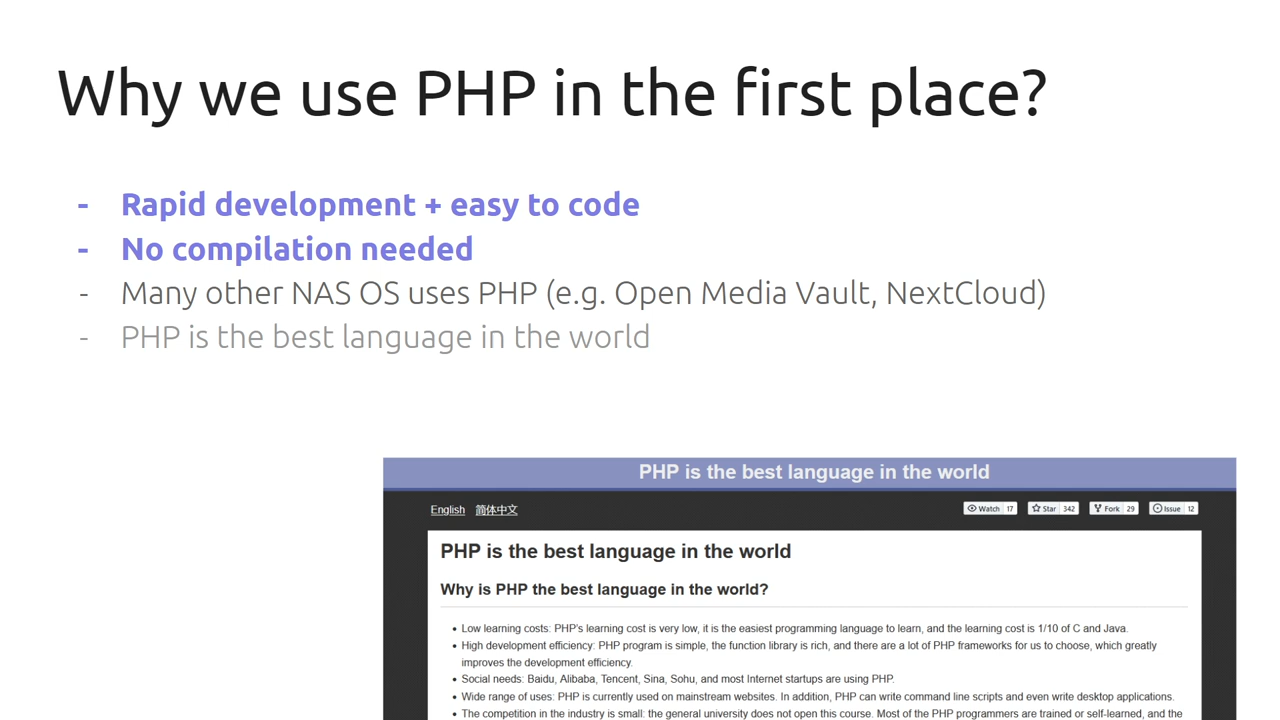 Why we use PHP in the first place?
- Rapid development + easy to code
- No compilation needed
- Many other NAS OS uses PHP (e.g. Open Media Vault, NextCloud)
- PHP is the best language in the world
PHP is the best language in the world
English 简体中文 Watch 17 Star 342 Fork 29 Issue 12
PHP is the best language in the world
Why is PHP the best language in the world?
• Low learning costs: PHP's learning cost is very low, it is the easiest programming language to learn, and the learning cost is 1/10 of C and Java.
• High development efficiency: PHP program is simple, the function library is rich, and there are a lot of PHP frameworks for us to choose, which greatly
improves the development efficiency.
• Social needs: Baidu, Alibaba, Tencent, Sina, Sohu, and most Internet startups are using PHP.
• Wide range of uses: PHP is currently used on mainstream websites. In addition, PHP can write command line scripts and even write desktop applications.
• The competition in the industry is small: the general university does not open this course. Most of the PHP programmers are trained or self-learned, and the